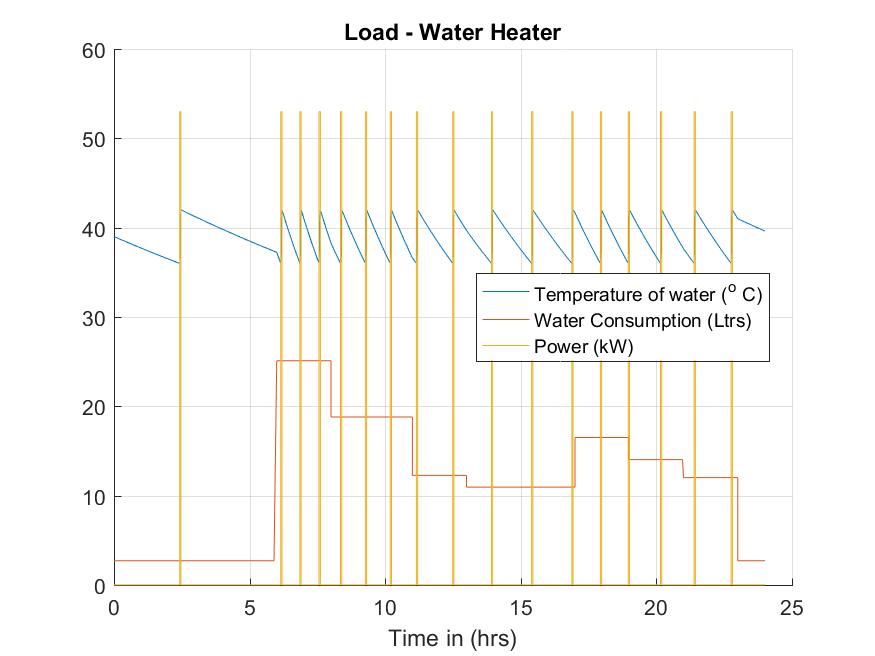 Load - Water Heater
60
50
40
30
20
10
0
Temperature of water (° C)
Water Consumption (Ltrs)
Power (kW)
0 5 10 15 20 25
Time in (hrs)